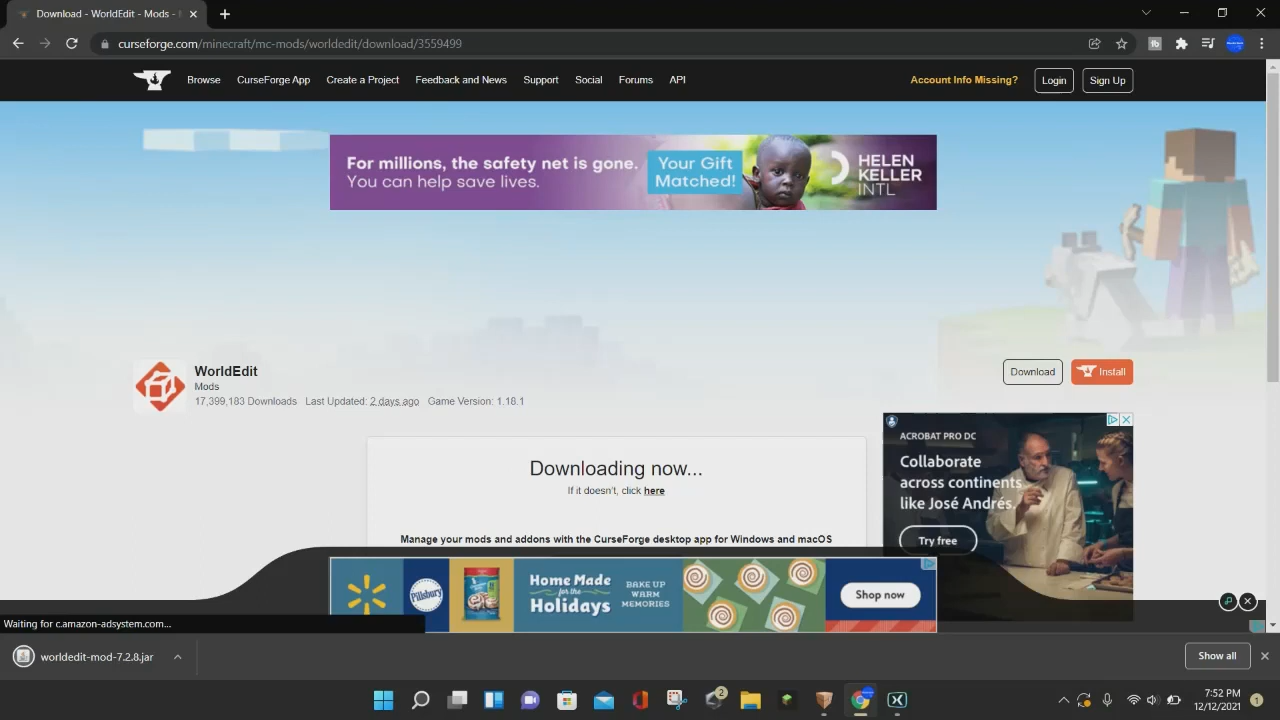 Download - WorldEdit - Mods -
curseforge.com/minecraft/mc-mods/worldedit/download/3559499
Browse CurseForge App Create a Project Feedback and News Support Social Forums API Account Info Missing? Login Sign Up
For millions, the safety net is gone.
You can help save lives.
Your Gift
Matched!
HELEN
KELLER
INTL
WorldEdit
Mods
17,399,183 Downloads Last Updated: 2 days ago Game Version: 1.18.1
Download Install
Downloading now...
If it doesn't, click here
Manage your mods and addons with the CurseForge desktop app for Windows and macOS
ACROBAT PRO DC
Collaborate
across continents
like José Andrés.
Try free
Pillsbury
Home Made
for the
Holidays
BAKE UP
WARM
MEMORIES
Shop now
Waiting for c.amazon-adsystem.com...
worldedit-mod-7.2.8.jar
Show all
2
7:52 PM
12/12/2021
1